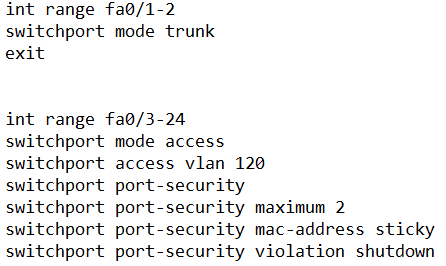 int range fa0/1-2
switchport mode trunk
exit
int range fa0/3-24
switchport mode access
switchport access vlan 120
switchport port-security
switchport port-security maximum 2
switchport port-security mac-address sticky
switchport port-security violation shutdown